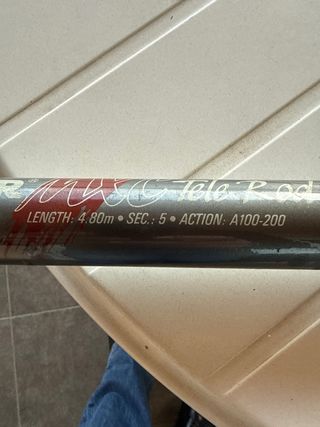 R® Tele-Rod
LENGTH: 4.80m • SEC.: 5 • ACTION: A100-200